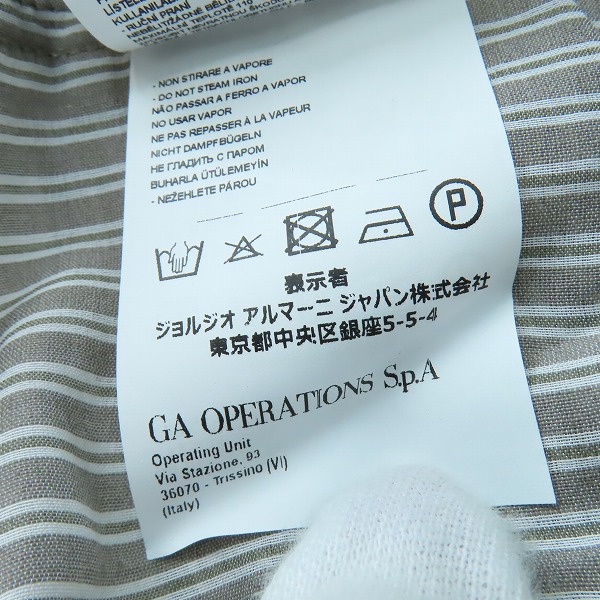 KULLANILA
RUČNÍ PRANÍ
- NON STIRARE A VAPORE
- DO NOT STEAM IRON
NÃO PASSAR A FERRO A VAPOR
NO USAR VAPOR
NE PAS REPASSER À LA VAPEUR
NICHT DAMPFBÜGELN
НЕ ГЛАДИТЬ С ПАРОМ
BUHARLA ÜTÜLEMEYİN
- NEŽEHLETE PÁROU
P
表示者
ジョルジオ アルマーニ ジャパン株式会社
東京都中央区銀座5-5-4
GA OPERATIONS S.p.A
Operating Unit
Via Stazione, 93
36070 - Trissino (Vi)
(Italy)